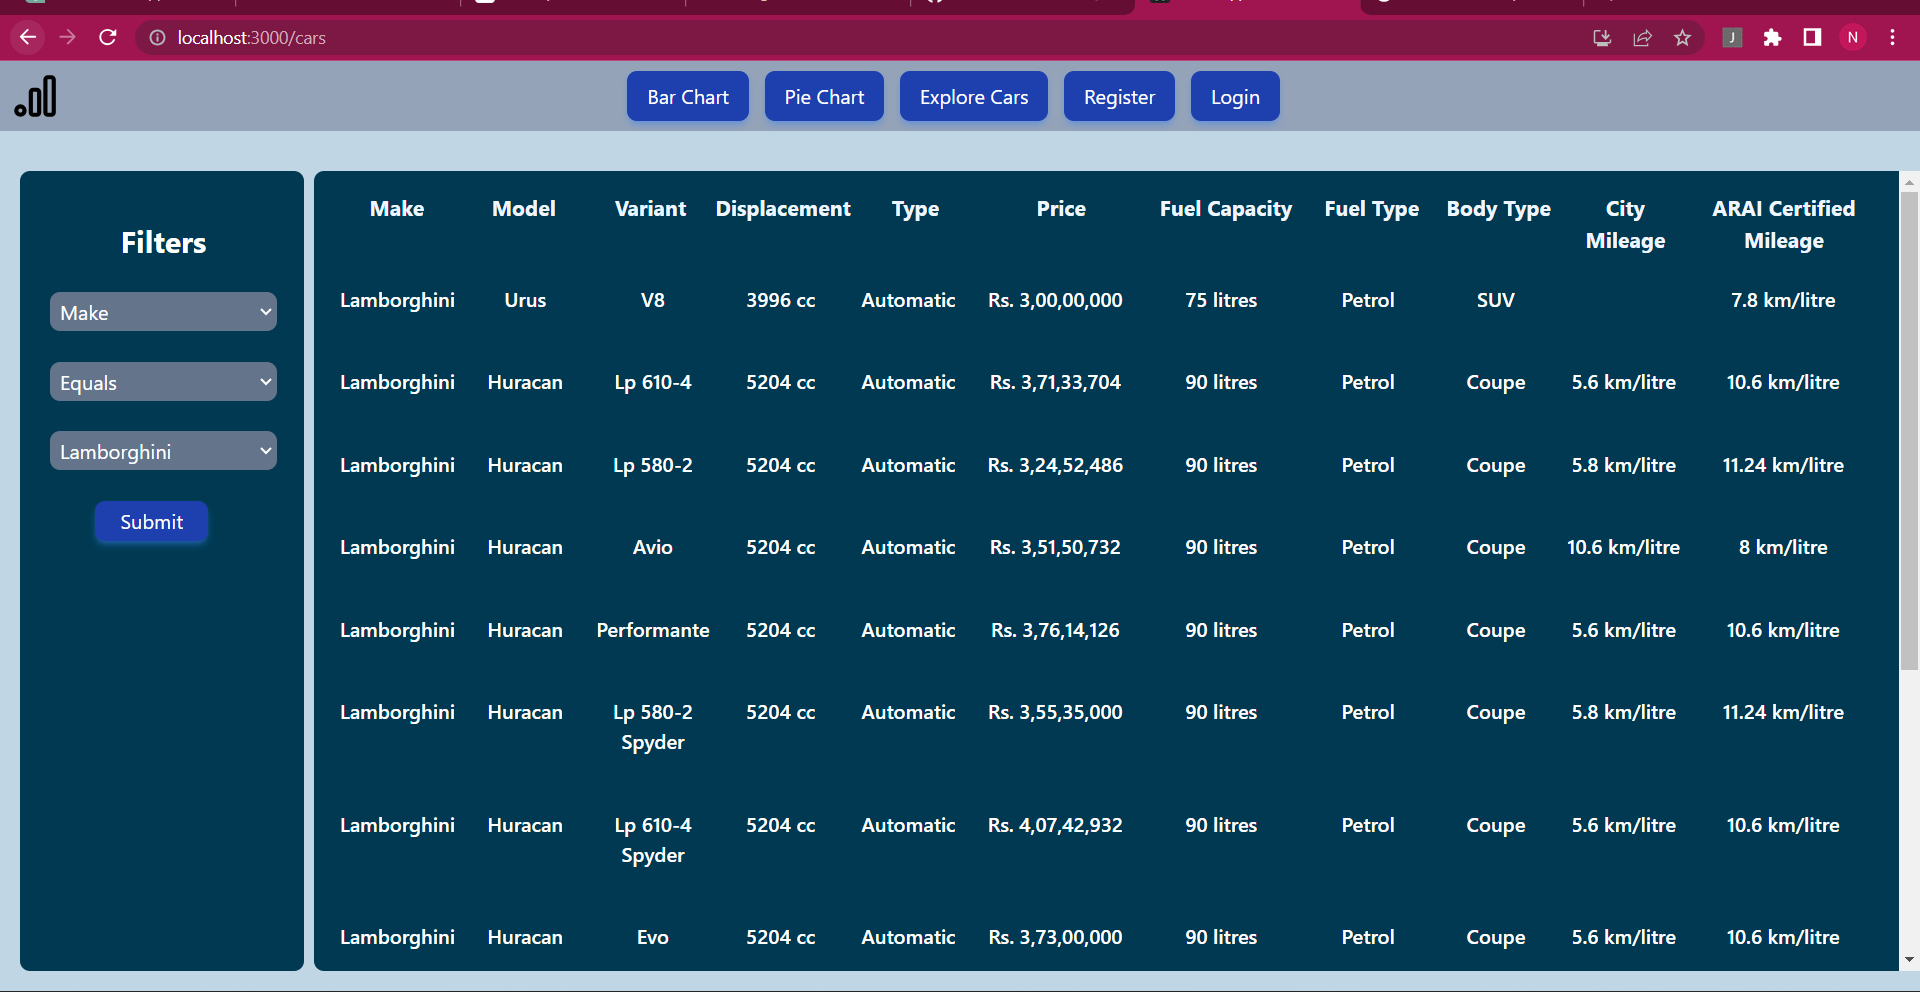 localhost:3000/cars
J
N
Bar Chart Pie Chart Explore Cars Register Login
Filters
Make
Equals
Lamborghini
Submit
Make Model Variant Displacement Type Price Fuel Capacity Fuel Type Body Type City Mileage ARAI Certified Mileage
Lamborghini Urus V8 3996 cc Automatic Rs. 3,00,00,000 75 litres Petrol SUV 7.8 km/litre
Lamborghini Huracan Lp 610-4 5204 cc Automatic Rs. 3,71,33,704 90 litres Petrol Coupe 5.6 km/litre 10.6 km/litre
Lamborghini Huracan Lp 580-2 5204 cc Automatic Rs. 3,24,52,486 90 litres Petrol Coupe 5.8 km/litre 11.24 km/litre
Lamborghini Huracan Avio 5204 cc Automatic Rs. 3,51,50,732 90 litres Petrol Coupe 10.6 km/litre 8 km/litre
Lamborghini Huracan Performante 5204 cc Automatic Rs. 3,76,14,126 90 litres Petrol Coupe 5.6 km/litre 10.6 km/litre
Lamborghini Huracan Lp 580-2 Spyder 5204 cc Automatic Rs. 3,55,35,000 90 litres Petrol Coupe 5.8 km/litre 11.24 km/litre
Lamborghini Huracan Lp 610-4 Spyder 5204 cc Automatic Rs. 4,07,42,932 90 litres Petrol Coupe 5.6 km/litre 10.6 km/litre
Lamborghini Huracan Evo 5204 cc Automatic Rs. 3,73,00,000 90 litres Petrol Coupe 5.6 km/litre 10.6 km/litre